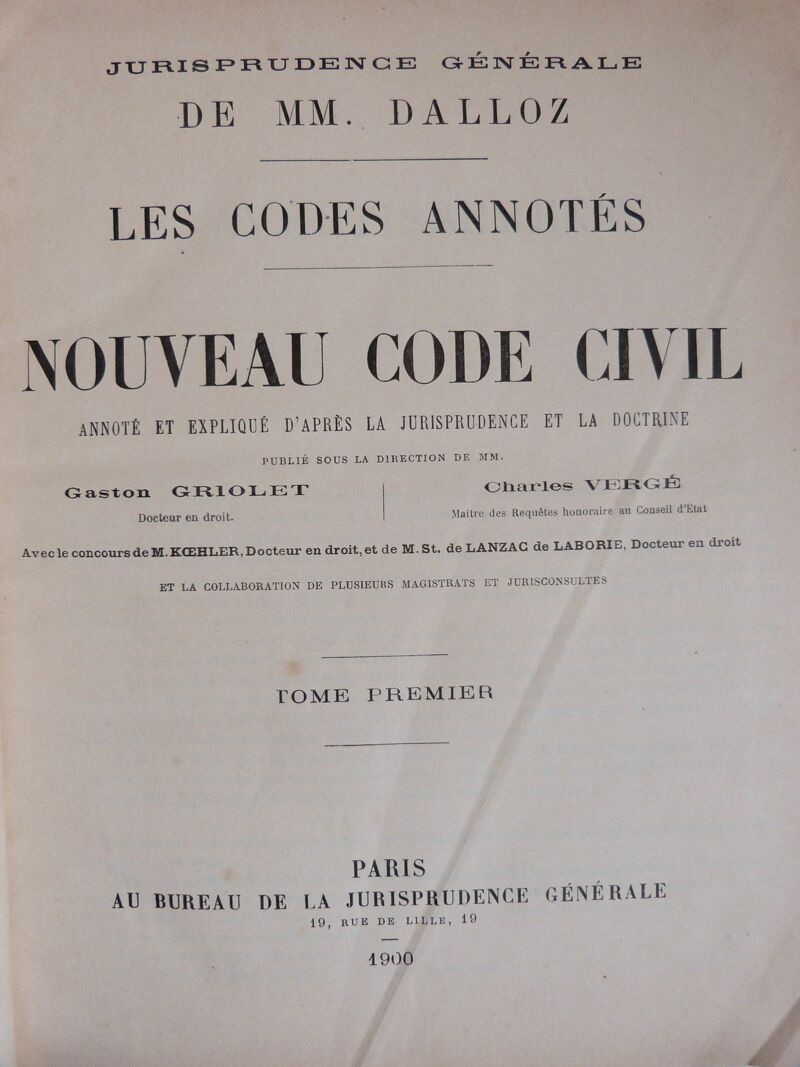 JURISPRUDENCE GÉNÉRALE
DE MM. DALLOZ
LES CODES ANNOTÉS
NOUVEAU CODE CIVIL
ANNOTÉ ET EXPLIQUÉ D'APRÈS LA JURISPRUDENCE ET LA DOCTRINE
PUBLIÉ SOUS LA DIRECTION DE MM.
Gaston GRIOLET
Docteur en droit.
Charles VERGÉ
Maître des Requêtes honoraire au Conseil d'État
Avec le concours de M. KŒHLER, Docteur en droit, et de M. St. de LANZAC de LABORIE, Docteur en droit
ET LA COLLABORATION DE PLUSIEURS MAGISTRATS ET JURISCONSULTES
TOME PREMIER
PARIS
AU BUREAU DE LA JURISPRUDENCE GÉNÉRALE
19, RUE DE LILLE, 19
1900